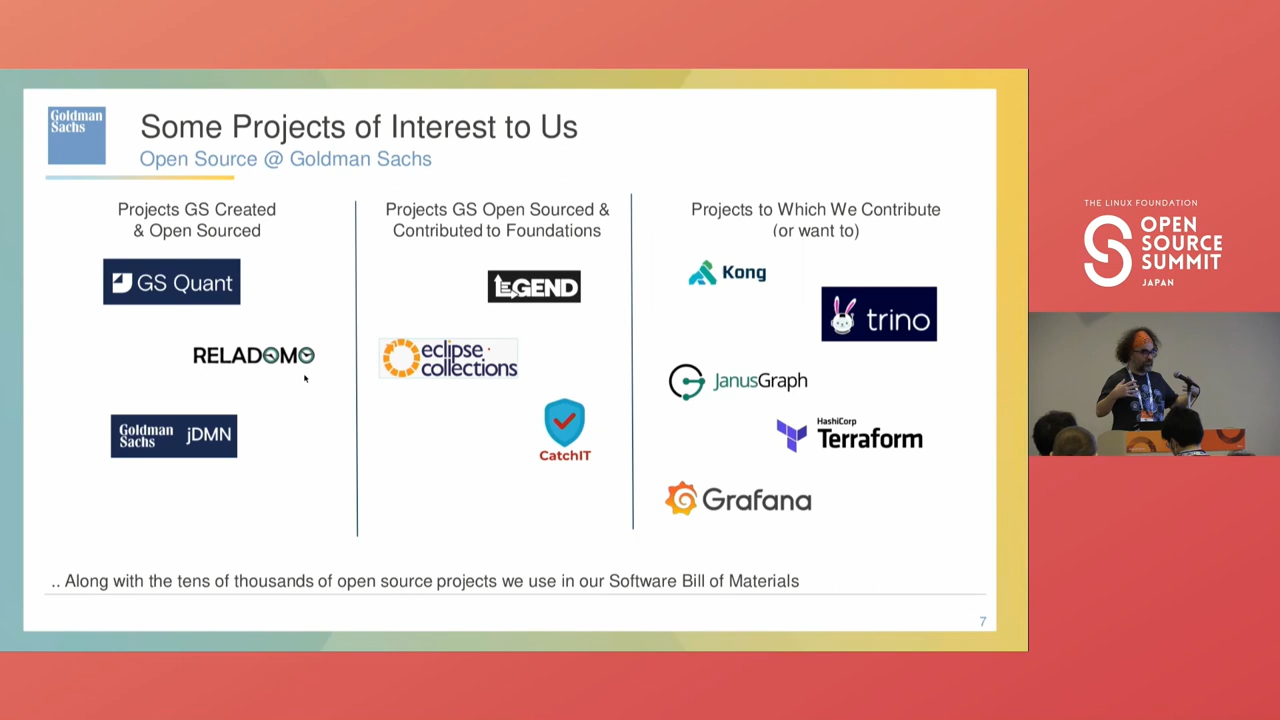 Goldman
Sachs
Some Projects of Interest to Us
Open Source @ Goldman Sachs
Projects GS Created
& Open Sourced
GS Quant
RELADOMO
Goldman
Sachs
jDMN
Projects GS Open Sourced &
Contributed to Foundations
LEGEND
eclipse
collections
CatchIT
Projects to Which We Contribute
(or want to)
Kong
trino
JanusGraph
HashiCorp
Terraform
Grafana
.. Along with the tens of thousands of open source projects we use in our Software Bill of Materials
7
THE LINUX FOUNDATION
OPEN
SOURCE
SUMMIT
JAPAN